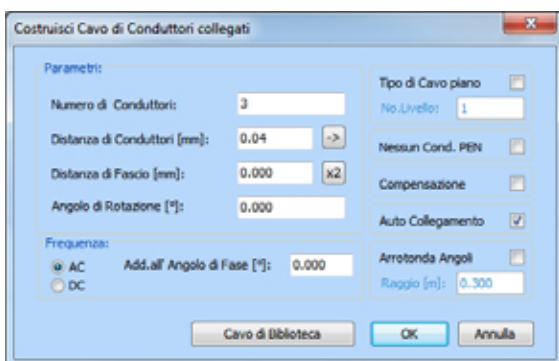 Costruisci Cavo di Conduttori collegati
Parametri:
Numero di Conduttori: 3
Distanza di Conduttori [mm]: 0.04 ->
Distanza di Fascio [mm]: 0.000 x2
Angolo di Rotazione [°]: 0.000
Frequenza:
AC Add.all' Angolo di Fase [°]: 0.000
DC
Tipo di Cavo piano
No.Livello: 1
Nessun Cond. PEN
Compensazione
Auto Collegamento
Arrotonda Angoli
Raggio [m]: 0.300
Cavo di Biblioteca OK Annulla